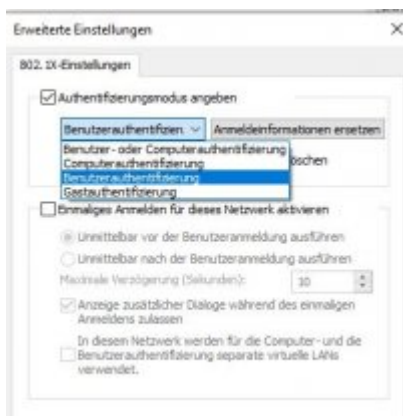 Erweiterte Einstellungen
802. 1X-Einstellungen
Authentifizierungsmodus angeben
Benutzerauthentifizien Anmeldeinformationen ersetzen
Benutzer- oder Computerauthentifizierung
Computerauthentifizierung
öschen
Benutzerauthentifizierung
Gastauthentifizierung
Einmaliges Anmelden für dieses Netzwerk aktivieren
Unmittelbar vor der Benutzeranmeldung ausführen
Unmittelbar nach der Benutzeranmeldung ausführen
Maximale Verzögerung (Sekunden): 10
Anzeige zusätzlicher Dialoge während des einmaligen
Anmeldens zulassen
In diesem Netzwerk werden für die Computer- und die
Benutzerauthentifizierung separate virtuelle LANs
verwendet.